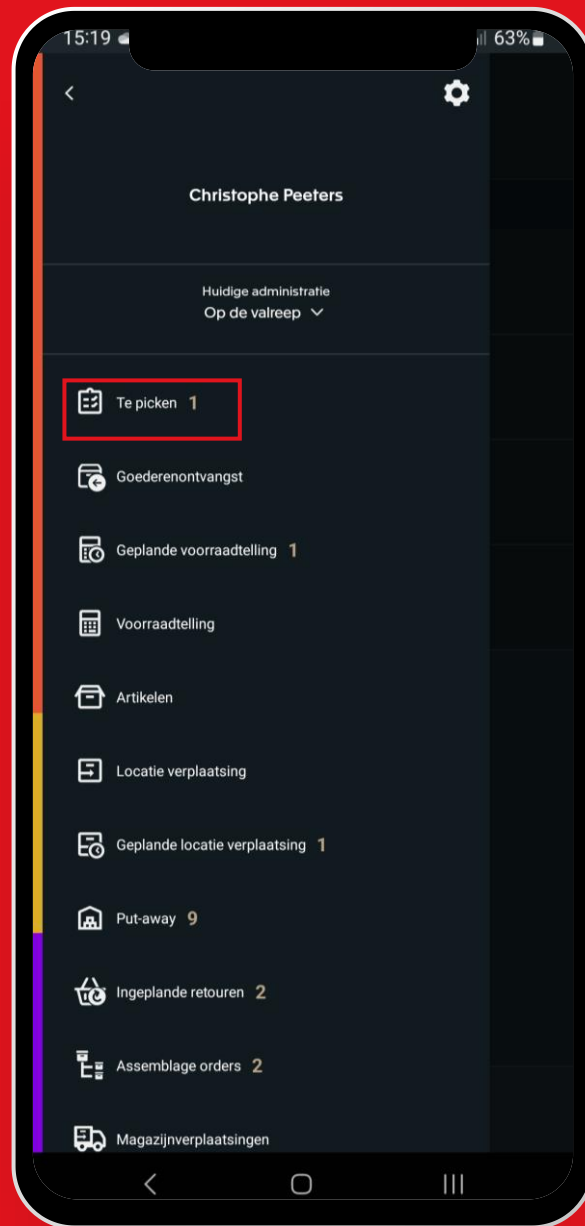 15:19
63%
Christophe Peeters
Huidige administratie
Op de valreep
Te picken 1
Goederenontvangst
Geplande voorraadtelling 1
Voorraadtelling
Artikelen
Locatie verplaatsing
Geplande locatie verplaatsing 1
Put-away 9
Ingeplande retouren 2
Assemblage orders 2
Magazijnverplaatsingen